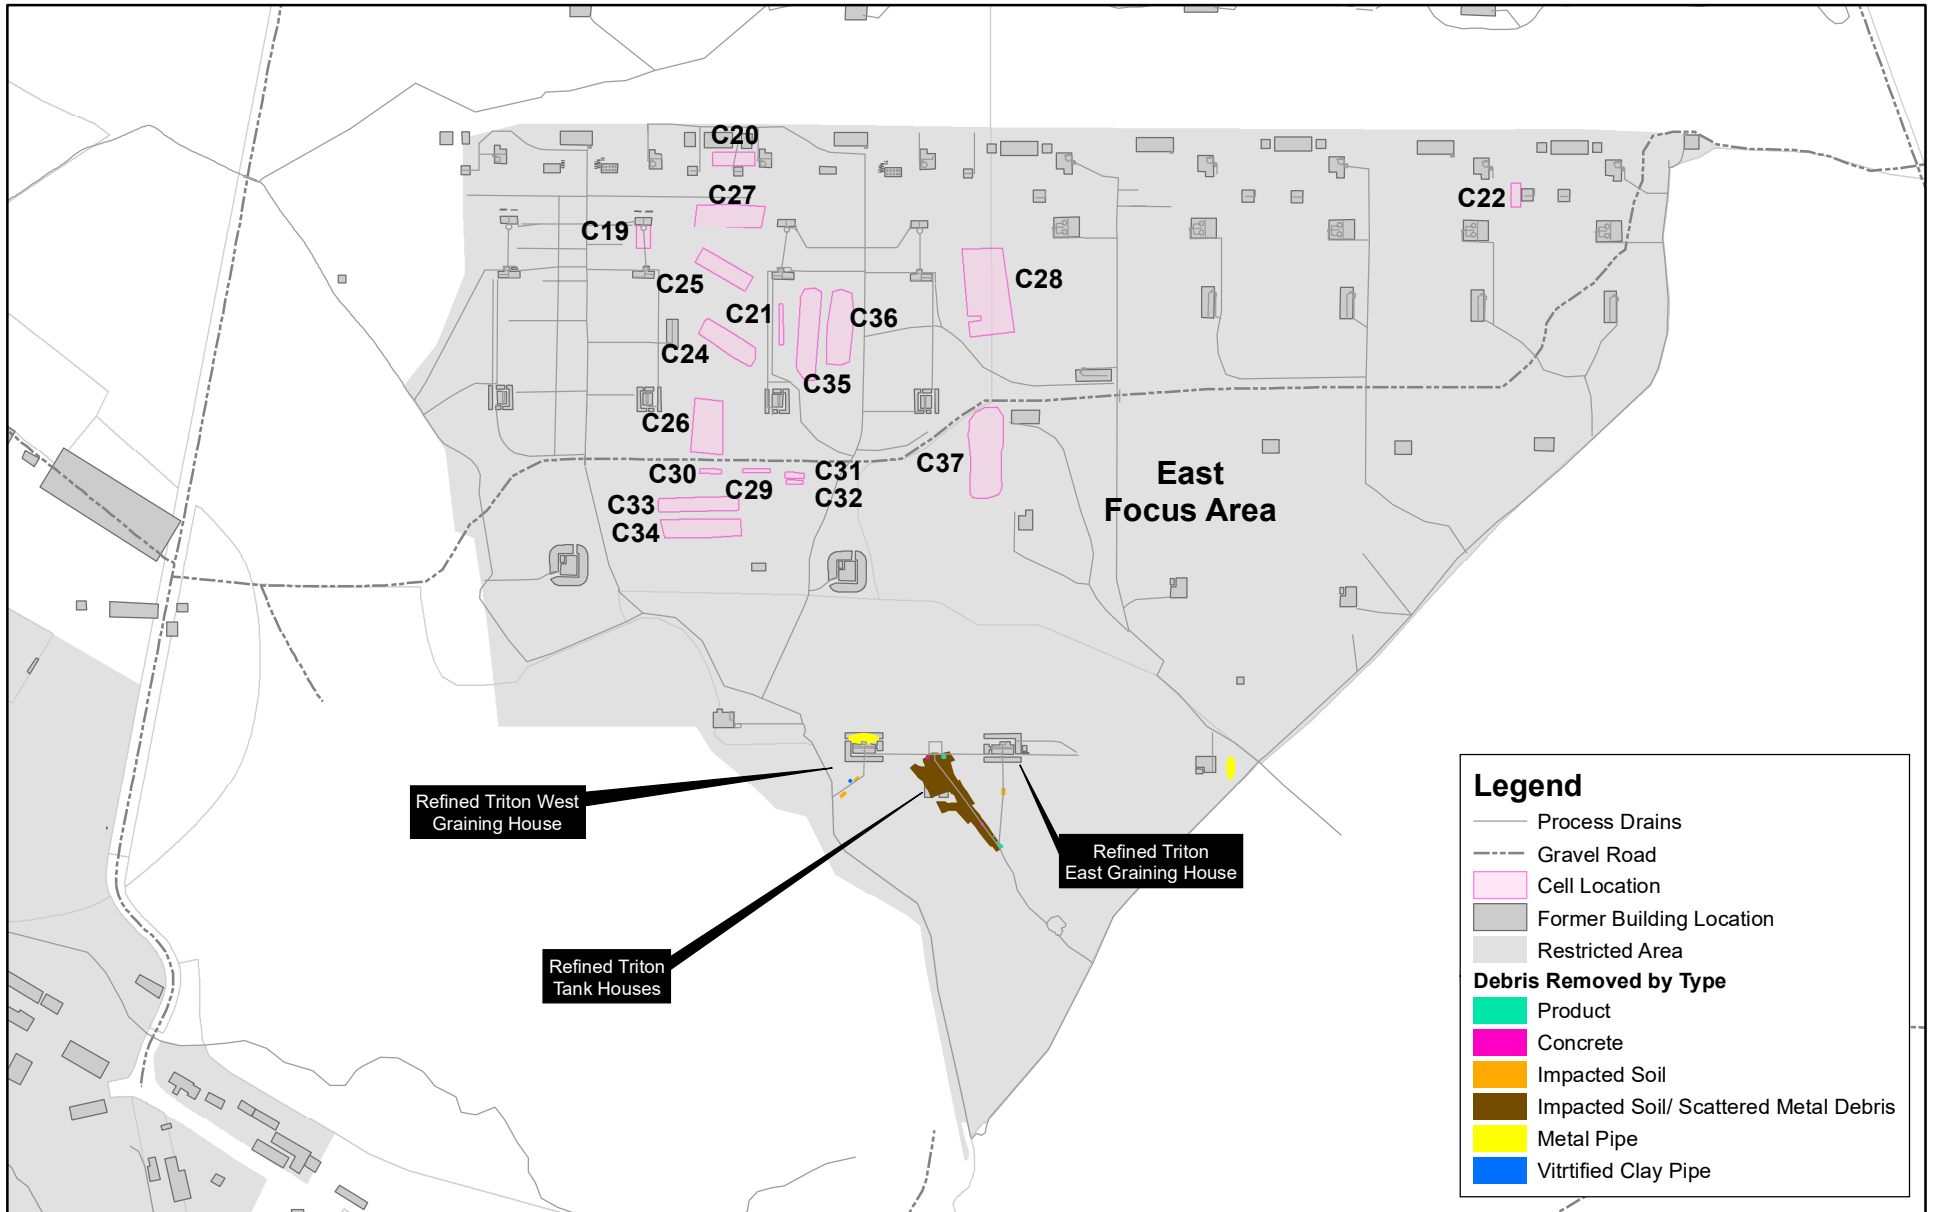 C20
C27
C22
C19
C25
C28
C21
C36
C24
C35
C26
C37
C30
C31
C29
C32
C33
C34
East
Focus Area
Refined Triton West
Graining House
Refined Triton
East Graining House
Refined Triton
Tank Houses
Legend
Process Drains
Gravel Road
Cell Location
Former Building Location
Restricted Area
Debris Removed by Type
Product
Concrete
Impacted Soil
Impacted Soil/ Scattered Metal Debris
Metal Pipe
Vitrtified Clay Pipe